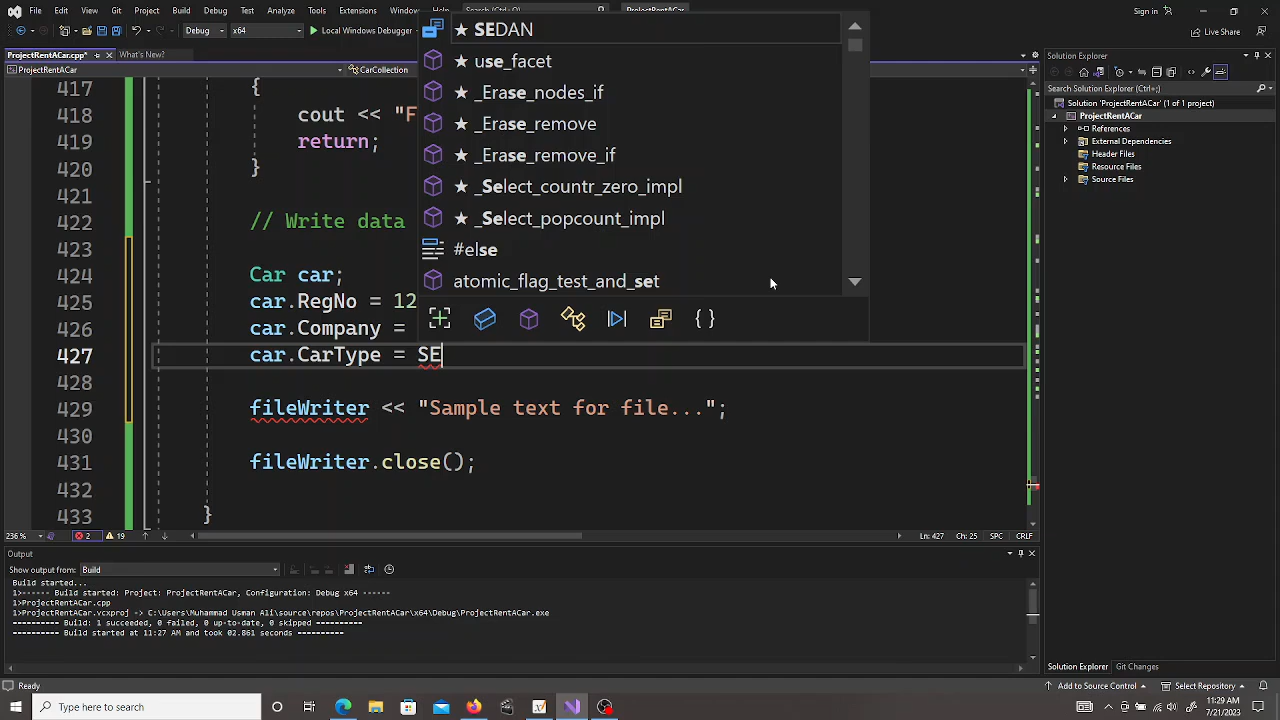 File Edit View Git Project Build Debug Test Analyze Tools Extensions Window Help Search (Ctrl+Q) ProjectRentACar Sign in
Debug x64 Local Windows Debugger Live Share
ProjectRentACar.cpp* What's New?
ProjectRentACar CarCollection
Solution Explorer
Search Solution Explorer (Ctrl+;)
Solution 'ProjectRentACar' (1 of 1 project)
ProjectRentACar
References
External Dependencies
Header Files
Resource Files
Source Files
417 {
418 cout << "F
419 return;
420 }
421
422 // Write data
423
424 Car car;
425 car.RegNo = 12
426 car.Company =
427 car.CarType = SE
428
429 fileWriter << "Sample text for file...";
430
431 fileWriter.close();
432
433 }
★ SEDAN
★ use_facet
★ _Erase_nodes_if
★ _Erase_remove
★ _Erase_remove_if
★ _Select_countr_zero_impl
★ _Select_popcount_impl
#else
atomic_flag_test_and_set
236 % 2 19 Ln: 427 Ch: 25 SPC CRLF
Output
Show output from: Build
Build started...
1>------ Build started: Project: ProjectRentACar, Configuration: Debug x64 ------
1>ProjectRentACar.cpp
1>ProjectRentACar.vcxproj -> C:\Users\Muhammad Usman Ali\source\repos\ProjectRentACar\x64\Debug\ProjectRentACar.exe
========== Build: 1 succeeded, 0 failed, 0 up-to-date, 0 skipped ==========
========== Build started at 11:27 AM and took 02.861 seconds ==========
Solution Explorer Git Changes
Ready Add to Source Control Select Repository
Type here to search
11:29 AM
7/21/2023